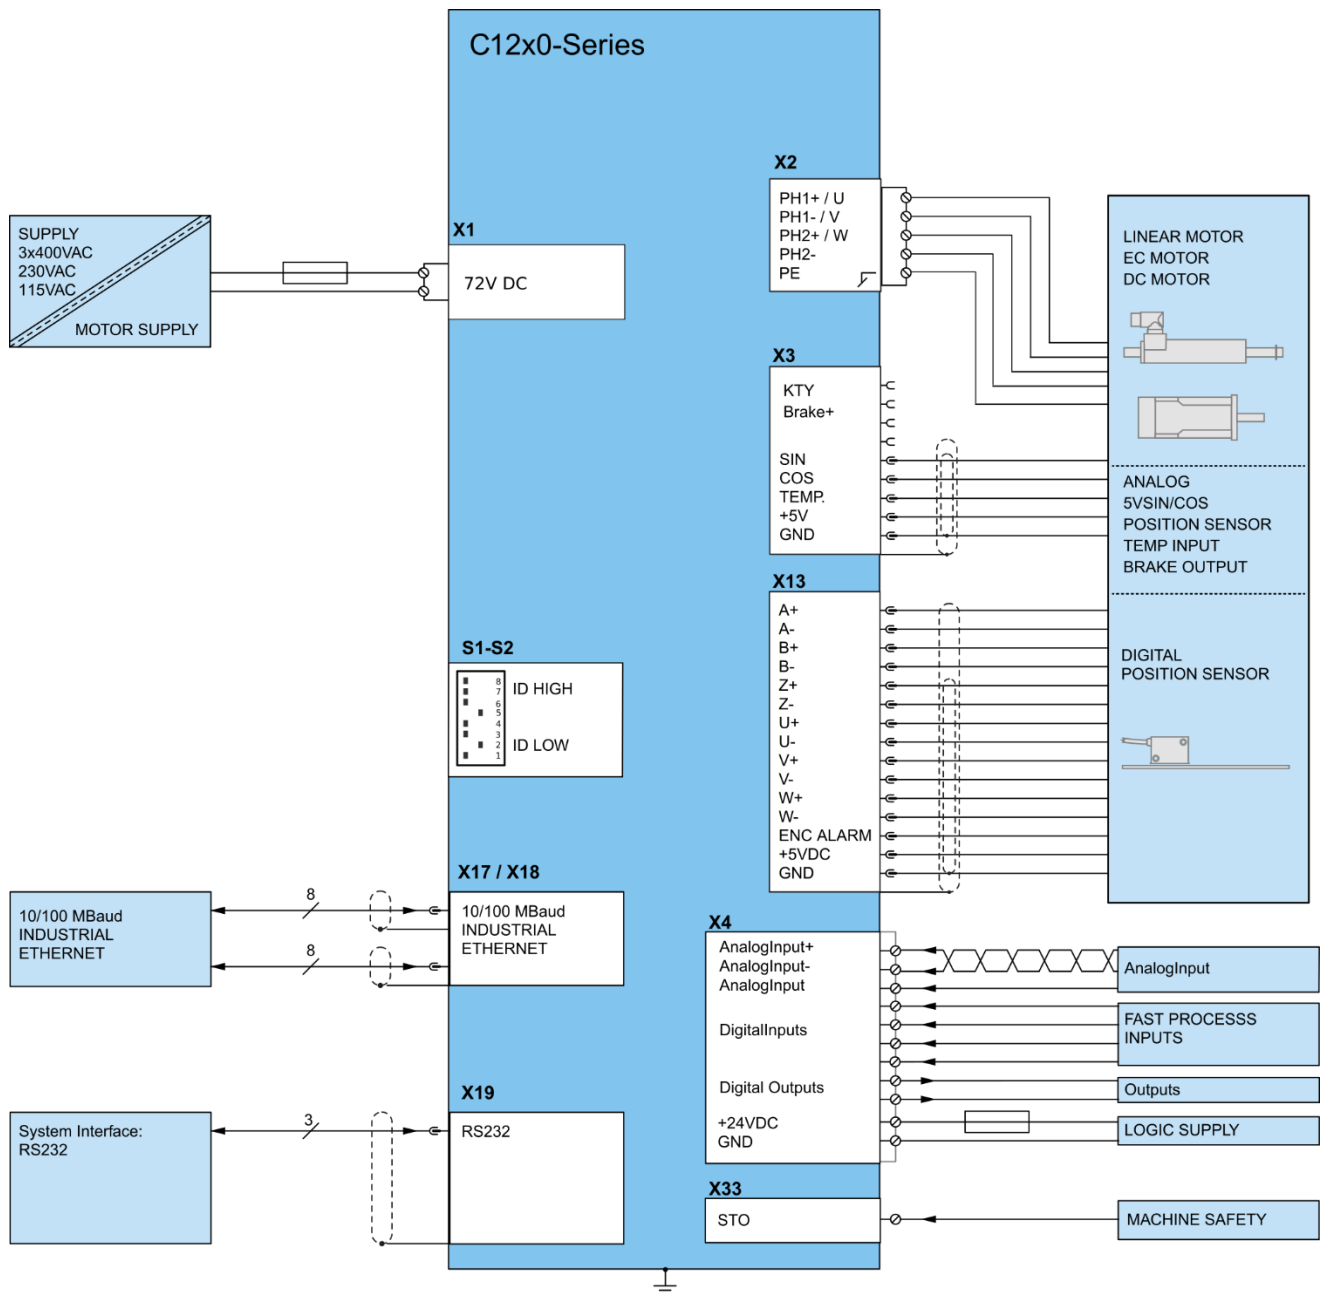 C12x0-Series
SUPPLY
3x400VAC
230VAC
115VAC
MOTOR SUPPLY
X1
72V DC
S1-S2
8
7
6
5
4
3
2
1
ID HIGH
ID LOW
10/100 MBaud
INDUSTRIAL
ETHERNET
8
8
X17 / X18
10/100 MBaud
INDUSTRIAL
ETHERNET
System Interface:
RS232
3
X19
RS232
X2
PH1+ / U
PH1- / V
PH2+ / W
PH2-
PE
X3
KTY
Brake+
SIN
COS
TEMP.
+5V
GND
X13
A+
A-
B+
B-
Z+
Z-
U+
U-
V+
V-
W+
W-
ENC ALARM
+5VDC
GND
X4
AnalogInput+
AnalogInput-
AnalogInput
DigitalInputs
Digital Outputs
+24VDC
GND
X33
STO
LINEAR MOTOR
EC MOTOR
DC MOTOR
ANALOG
5VSIN/COS
POSITION SENSOR
TEMP INPUT
BRAKE OUTPUT
DIGITAL
POSITION SENSOR
AnalogInput
FAST PROCESSS
INPUTS
Outputs
LOGIC SUPPLY
MACHINE SAFETY